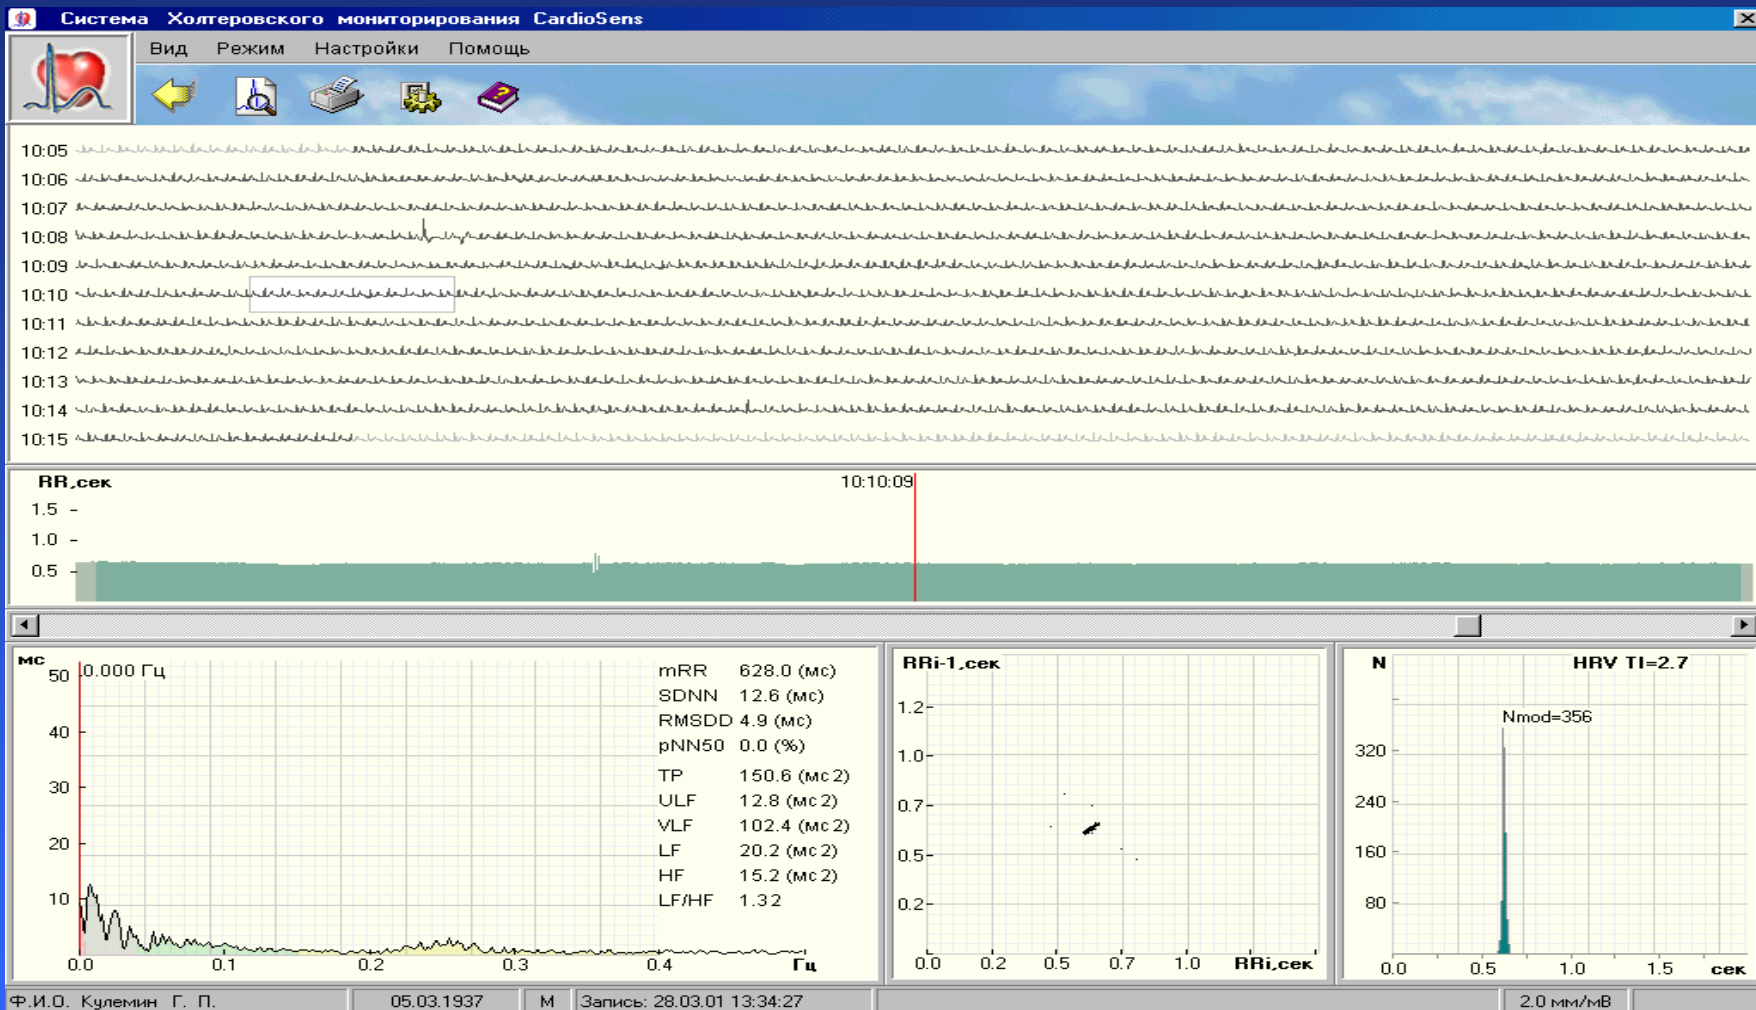 Система Холтеровского мониторирования CardioSens
Вид Режим Настройки Помощь
10:05
10:06
10:07
10:08
10:09
10:10
10:11
10:12
10:13
10:14
10:15
RR,сек
10:10:09
1.5
1.0
0.5
мс
50
0.000 Гц
40
30
20
10
0.0 0.1 0.2 0.3 0.4 Гц
mRR 628.0 (мс)
SDNN 12.6 (мс)
RMSDD 4.9 (мс)
pNN50 0.0 (%)
TP 150.6 (мс2)
ULF 12.8 (мс2)
VLF 102.4 (мс2)
LF 20.2 (мс2)
HF 15.2 (мс2)
LF/HF 1.32
RRi-1,сек
1.2
1.0
0.7
0.5
0.2
0.0 0.2 0.5 0.7 1.0 RRi,сек
N
HRV TI=2.7
Nmod=356
320
240
160
80
0.0 0.5 1.0 1.5 сек
Ф.И.О. Кулемин Г. П. 05.03.1937 М Запись: 28.03.01 13:34:27 2.0 мм/мВ